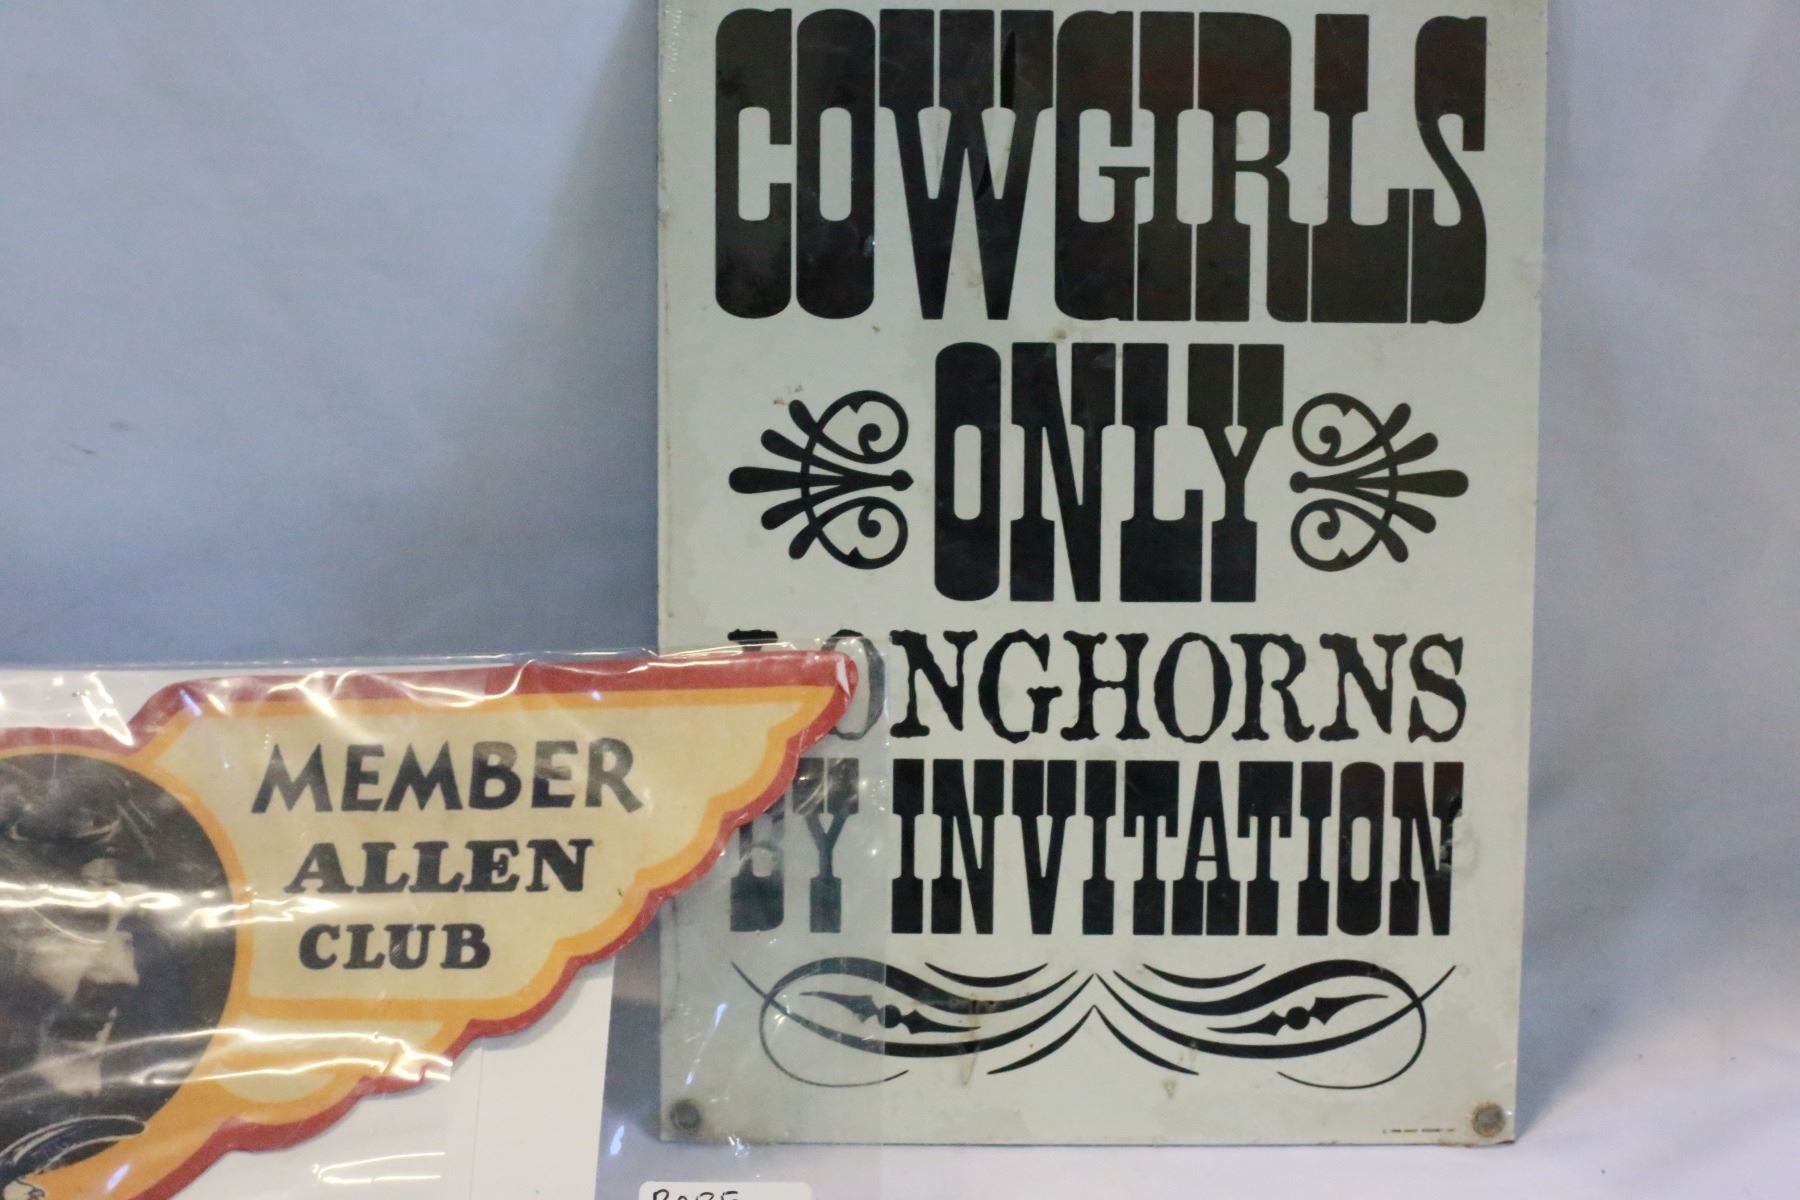 COWGIRLS
ONLY
LONGHORNS
BY INVITATION
MEMBER
ALLEN
CLUB